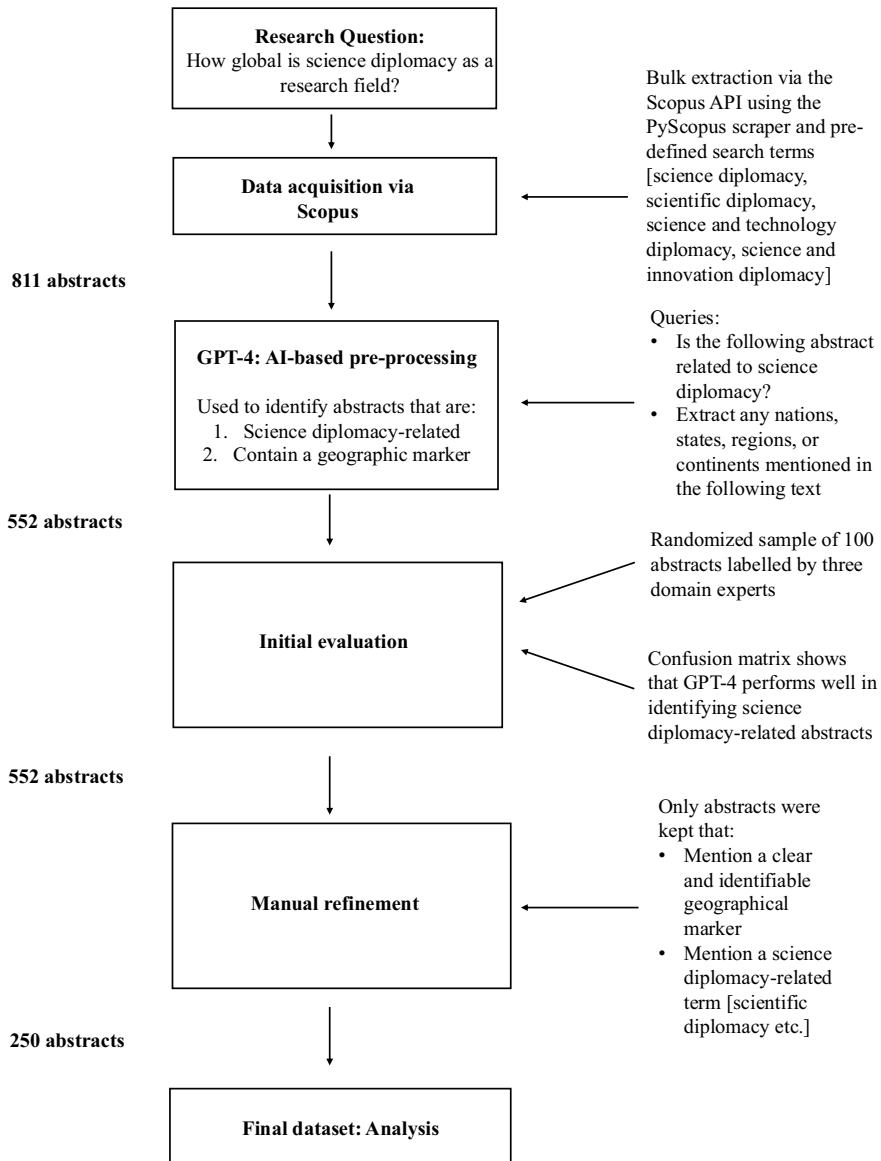 Research Question:
How global is science diplomacy as a
research field?
Bulk extraction via the
Scopus API using the
PyScopus scraper and pre-
defined search terms
[science diplomacy,
scientific diplomacy,
science and technology
diplomacy, science and
innovation diplomacy]
Data acquisition via
Scopus
811 abstracts
GPT-4: AI-based pre-processing
Used to identify abstracts that are:
1. Science diplomacy-related
2. Contain a geographic marker
Queries:
• Is the following abstract
related to science
diplomacy?
• Extract any nations,
states, regions, or
continents mentioned in
the following text
552 abstracts
Initial evaluation
Randomized sample of 100
abstracts labelled by three
domain experts
Confusion matrix shows
that GPT-4 performs well in
identifying science
diplomacy-related abstracts
552 abstracts
Manual refinement
Only abstracts were
kept that:
• Mention a clear
and identifiable
geographical
marker
• Mention a science
diplomacy-related
term [scientific
diplomacy etc.]
250 abstracts
Final dataset: Analysis